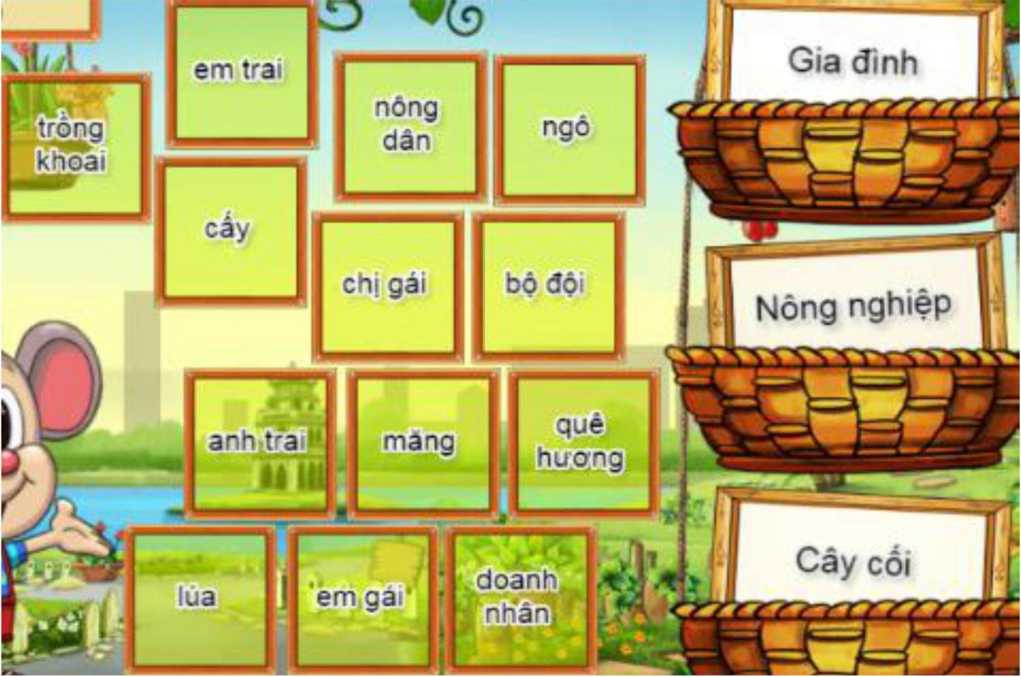 em trai
Gia đình
nông
dân
ngô
trồng
khoai
cấy
chị gái
bộ đội
Nông nghiệp
anh trai
măng
quê
hương
Cây cối
lúa
em gái
doanh
nhân